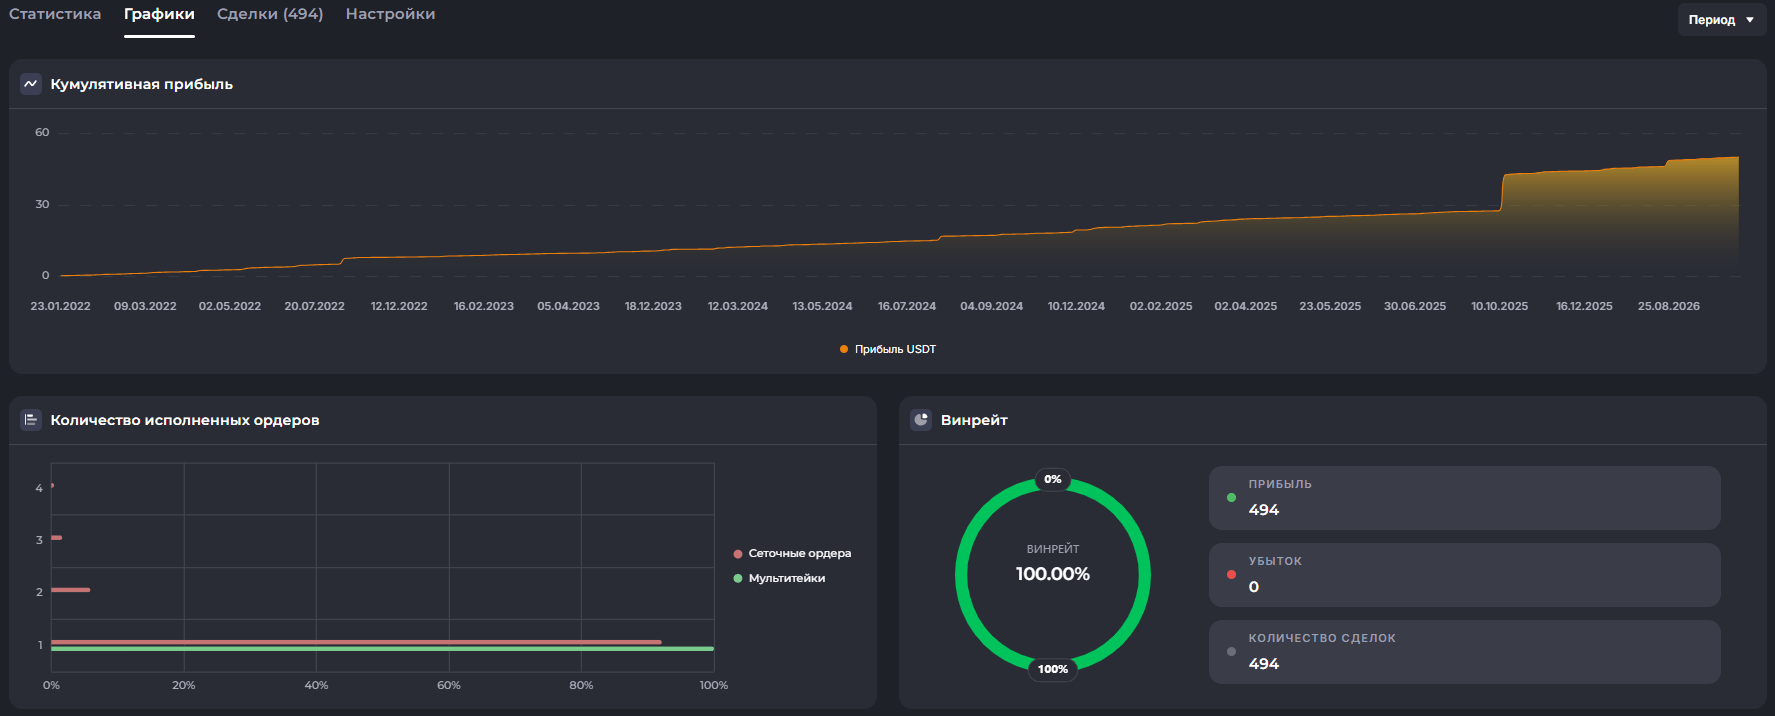 Статистика Графики Сделки (494) Настройки Период
Кумулятивная прибыль
60
30
0
23.01.2022 09.03.2022 02.05.2022 20.07.2022 12.12.2022 16.02.2023 05.04.2023 18.12.2023 12.03.2024 13.05.2024 16.07.2024 04.09.2024 10.12.2024 02.02.2025 02.04.2025 23.05.2025 30.06.2025 10.10.2025 16.12.2025 25.08.2026
Прибыль USDT
Количество исполненных ордеров
4
3
2
1
0% 20% 40% 60% 80% 100%
Сеточные ордера
Мультитейки
Винрейт
0%
ВИНРЕЙТ
100.00%
100%
ПРИБЫЛЬ
494
УБЫТОК
0
КОЛИЧЕСТВО СДЕЛОК
494